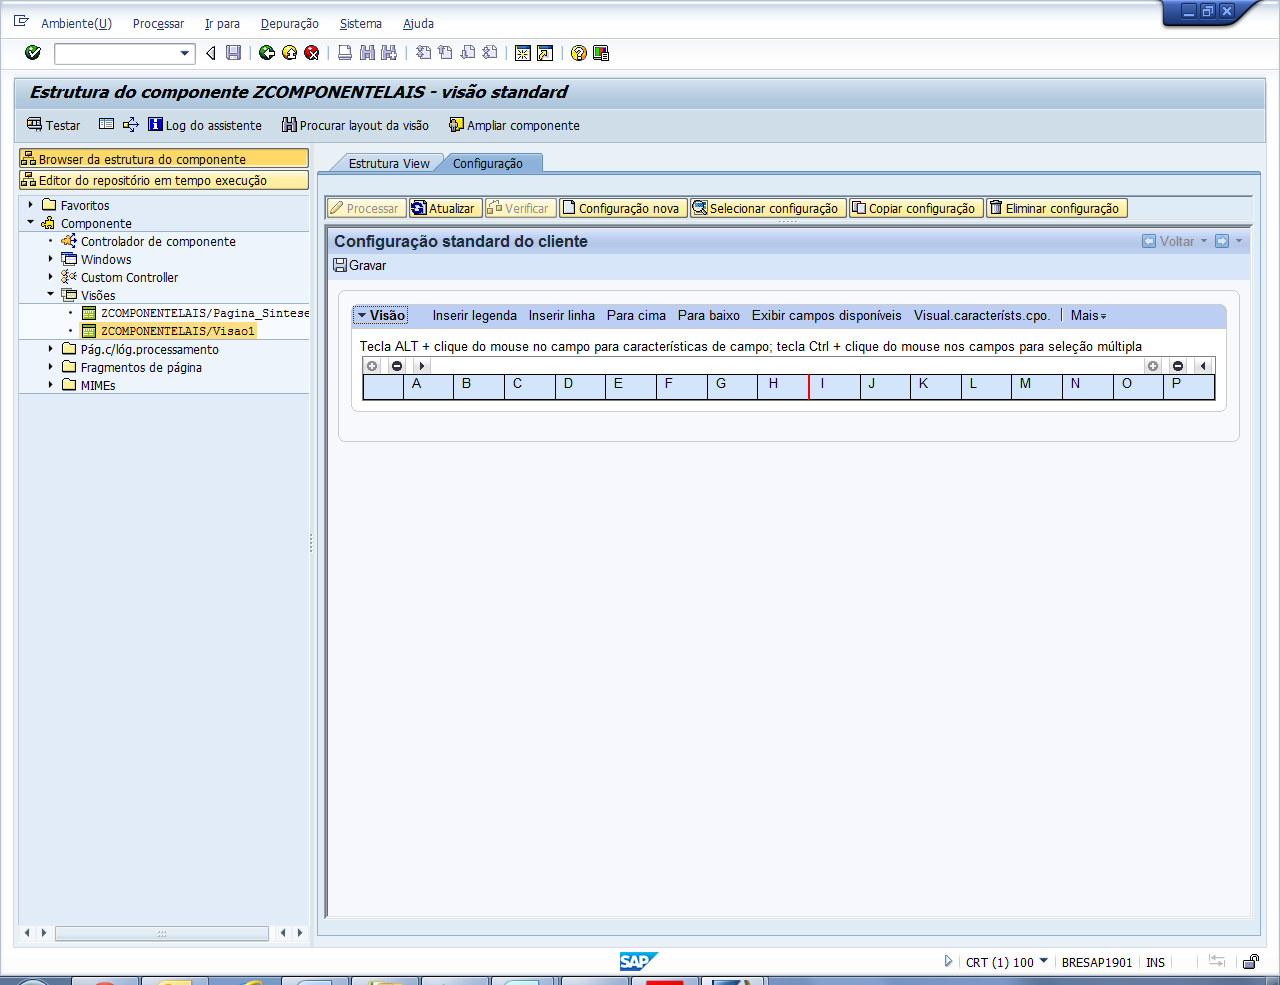 Ambiente(U) Processar Ir para Depuração Sistema Ajuda
Estrutura do componente ZCOMPONENTELAIS - visão standard
Testar Log do assistente Procurar layout da visão Ampliar componente
Browser da estrutura do componente
Editor do repositório em tempo execução
Favoritos
Componente
Controlador de componente
Windows
Custom Controller
Visões
ZCOMPONENTELAIS/Pagina_Sintese
ZCOMPONENTELAIS/Visao1
Pág.c/lóg.processamento
Fragmentos de página
MIMEs
Estrutura View Configuração
Processar Atualizar Verificar Configuração nova Selecionar configuração Copiar configuração Eliminar configuração
Configuração standard do cliente Voltar
Gravar
Visão Inserir legenda Inserir linha Para cima Para baixo Exibir campos disponíveis Visual.característs.cpo. Mais
Tecla ALT + clique do mouse no campo para características de campo; tecla Ctrl + clique do mouse nos campos para seleção múltipla
A B C D E F G H I J K L M N O P
SAP CRT (1) 100 BRESAP1901 INS